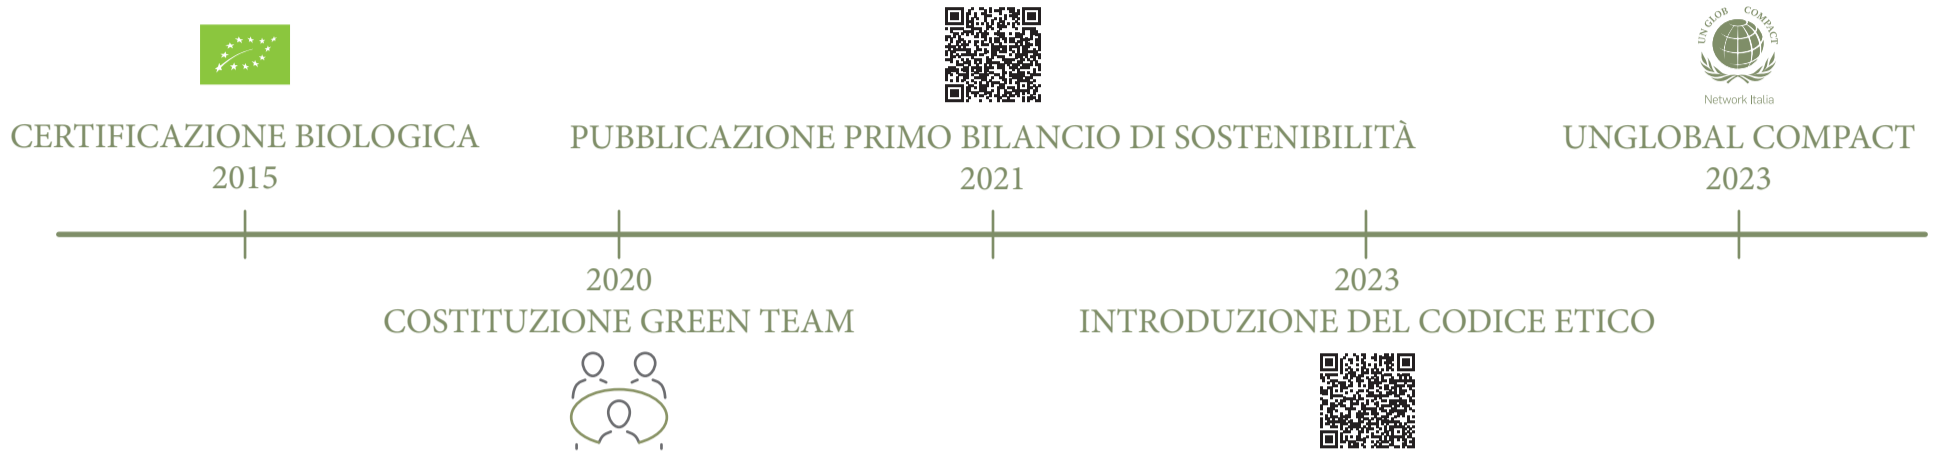 CERTIFICAZIONE BIOLOGICA
2015
2020
COSTITUZIONE GREEN TEAM
PUBBLICAZIONE PRIMO BILANCIO DI SOSTENIBILITÀ
2021
2023
INTRODUZIONE DEL CODICE ETICO
UN GLOB COMPACT
Network Italia
UNGLOBAL COMPACT
2023